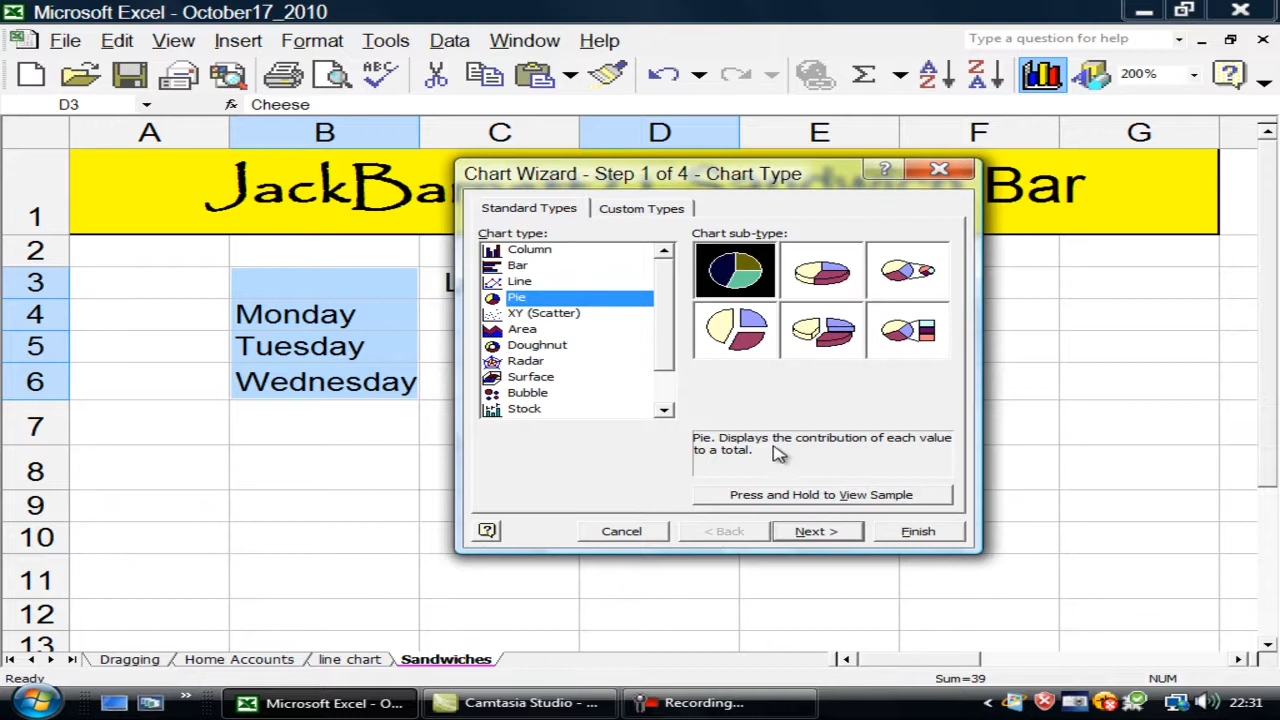 Microsoft Excel - October17_2010
File Edit View Insert Format Tools Data Window Help
Type a question for help
ABC
200%
D3
Cheese
A B C D E F G
1
JackBar
Bar
Chart Wizard - Step 1 of 4 - Chart Type
Standard Types
Custom Types
Chart type:
Chart sub-type:
Column
Bar
Line
Pie
XY (Scatter)
Area
Doughnut
Radar
Surface
Bubble
Stock
Pie. Displays the contribution of each value
to a total.
Press and Hold to View Sample
Cancel
< Back
Next >
Finish
2
3
L
4 Monday
5 Tuesday
6 Wednesday
7
8
9
10
11
12
13
Dragging Home Accounts line chart Sandwiches
Ready
Sum=39
NUM
Microsoft Excel - O...
Camtasia Studio - ...
Recording...
22:31